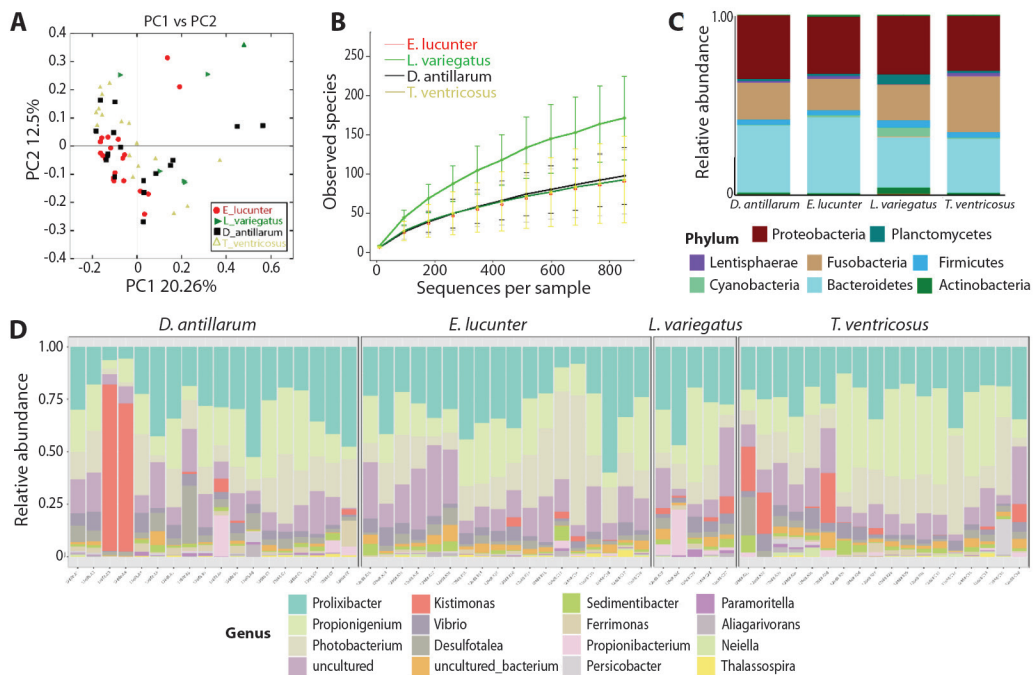 A
PC1 vs PC2
0.4
0.3
0.2
0.1
0
-0.1
-0.2
-0.3
-0.4
PC2 12.5%
-0.2
0
0.2
0.4
0.6
PC1 20.26%
E_lucunter
L_variegatus
D_antillarum
T_ventricosus
B
E. lucunter
L. variegatus
D. antillarum
T. ventricosus
Observed species
250
200
150
100
50
0
0
200
400
600
800
Sequences per sample
C
Relative abundance
0.80
0
D. antillarum E. lucunter L. variegatus T. ventricosus
Phylum
Proteobacteria Planctomycetes
Lentisphaerae Fusobacteria Firmicutes
Cyanobacteria Bacteroidetes Actinobacteria
D
D. antillarum E. lucunter L. variegatus T. ventricosus
Relative abundance
1.00
0.75
0.50
0.25
0
Genus
Prolixibacter Kistimonas Sedimentibacter Paramoritella
Propionigenium Vibrio Ferrimonas Aliagarivorans
Photobacterium Desulfotalea Propionibacterium Neiella
uncultured uncultured_bacterium Persicobacter Thalassospira